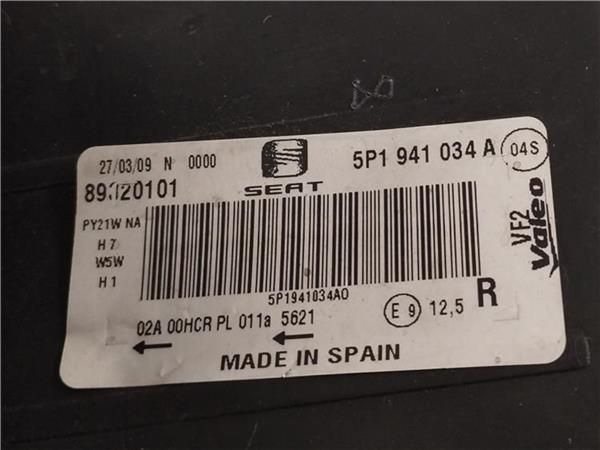 27/03/09 N 0000
SEAT
5P1 941 034 A
04S
PY21W NA
H7
W5W
H1
5P1941034AO
VF2
Valeo
02A 00HCR PL 011a 5621
E 9
12,5
R
MADE IN SPAIN